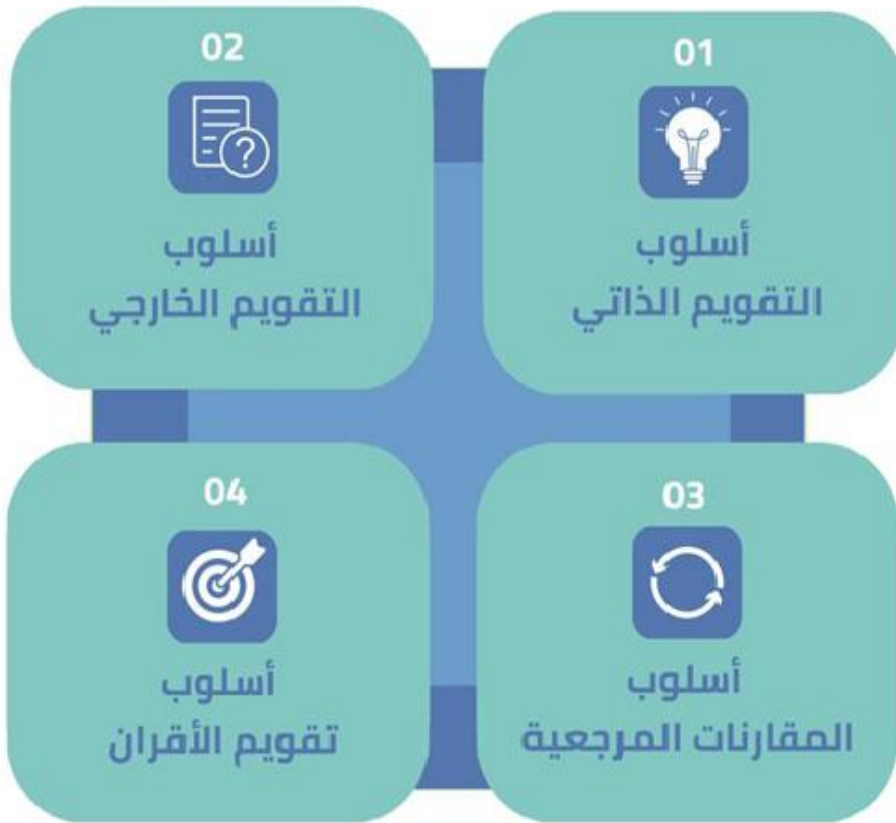 01
أسلوب
التقويم الذاتي
02
أسلوب
التقويم الخارجي
03
أسلوب
المقارنات المرجعية
04
أسلوب
تقويم الأقران